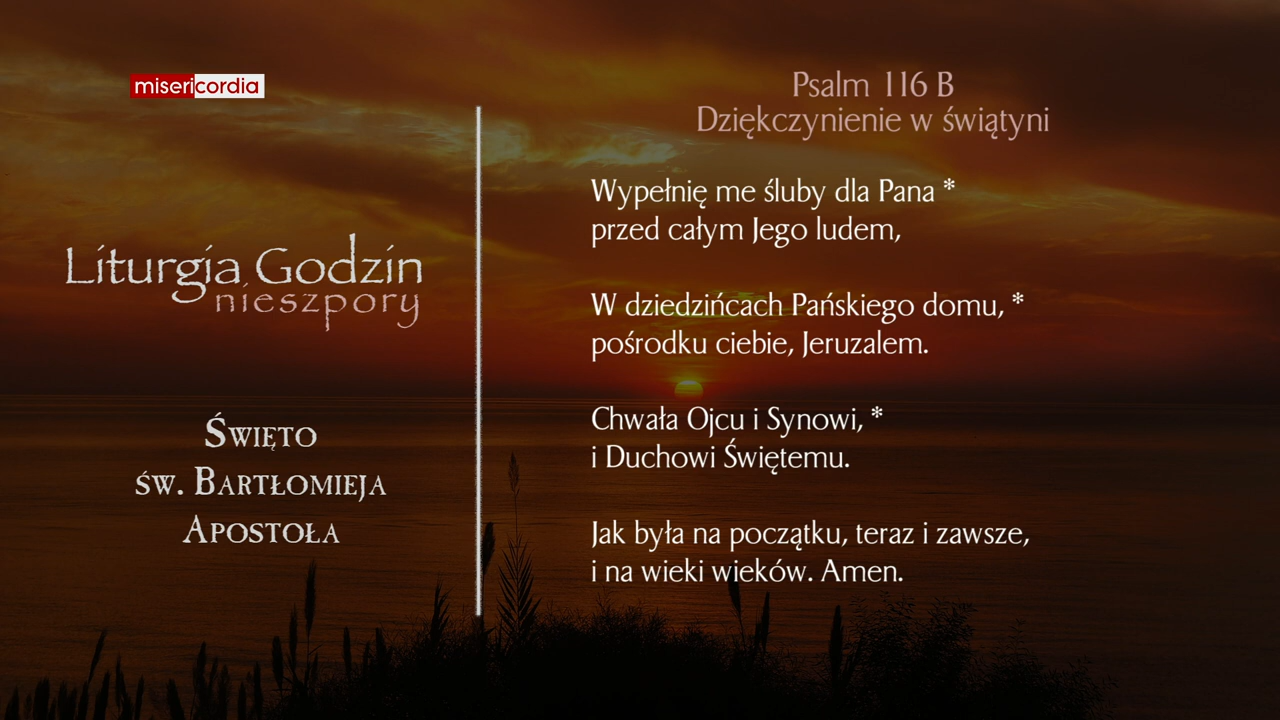 misericordia
Liturgia Godzin
nieszpory
Święto
św. Bartłomieja
Apostoła
Psalm 116 B
Dziękczynienie w świątyni
Wypełnię me śluby dla Pana *
przed całym Jego ludem,
W dziedzińcach Pańskiego domu, *
pośrodku ciebie, Jeruzalem.
Chwała Ojcu i Synowi, *
i Duchowi Świętemu.
Jak była na początku, teraz i zawsze,
i na wieki wieków. Amen.